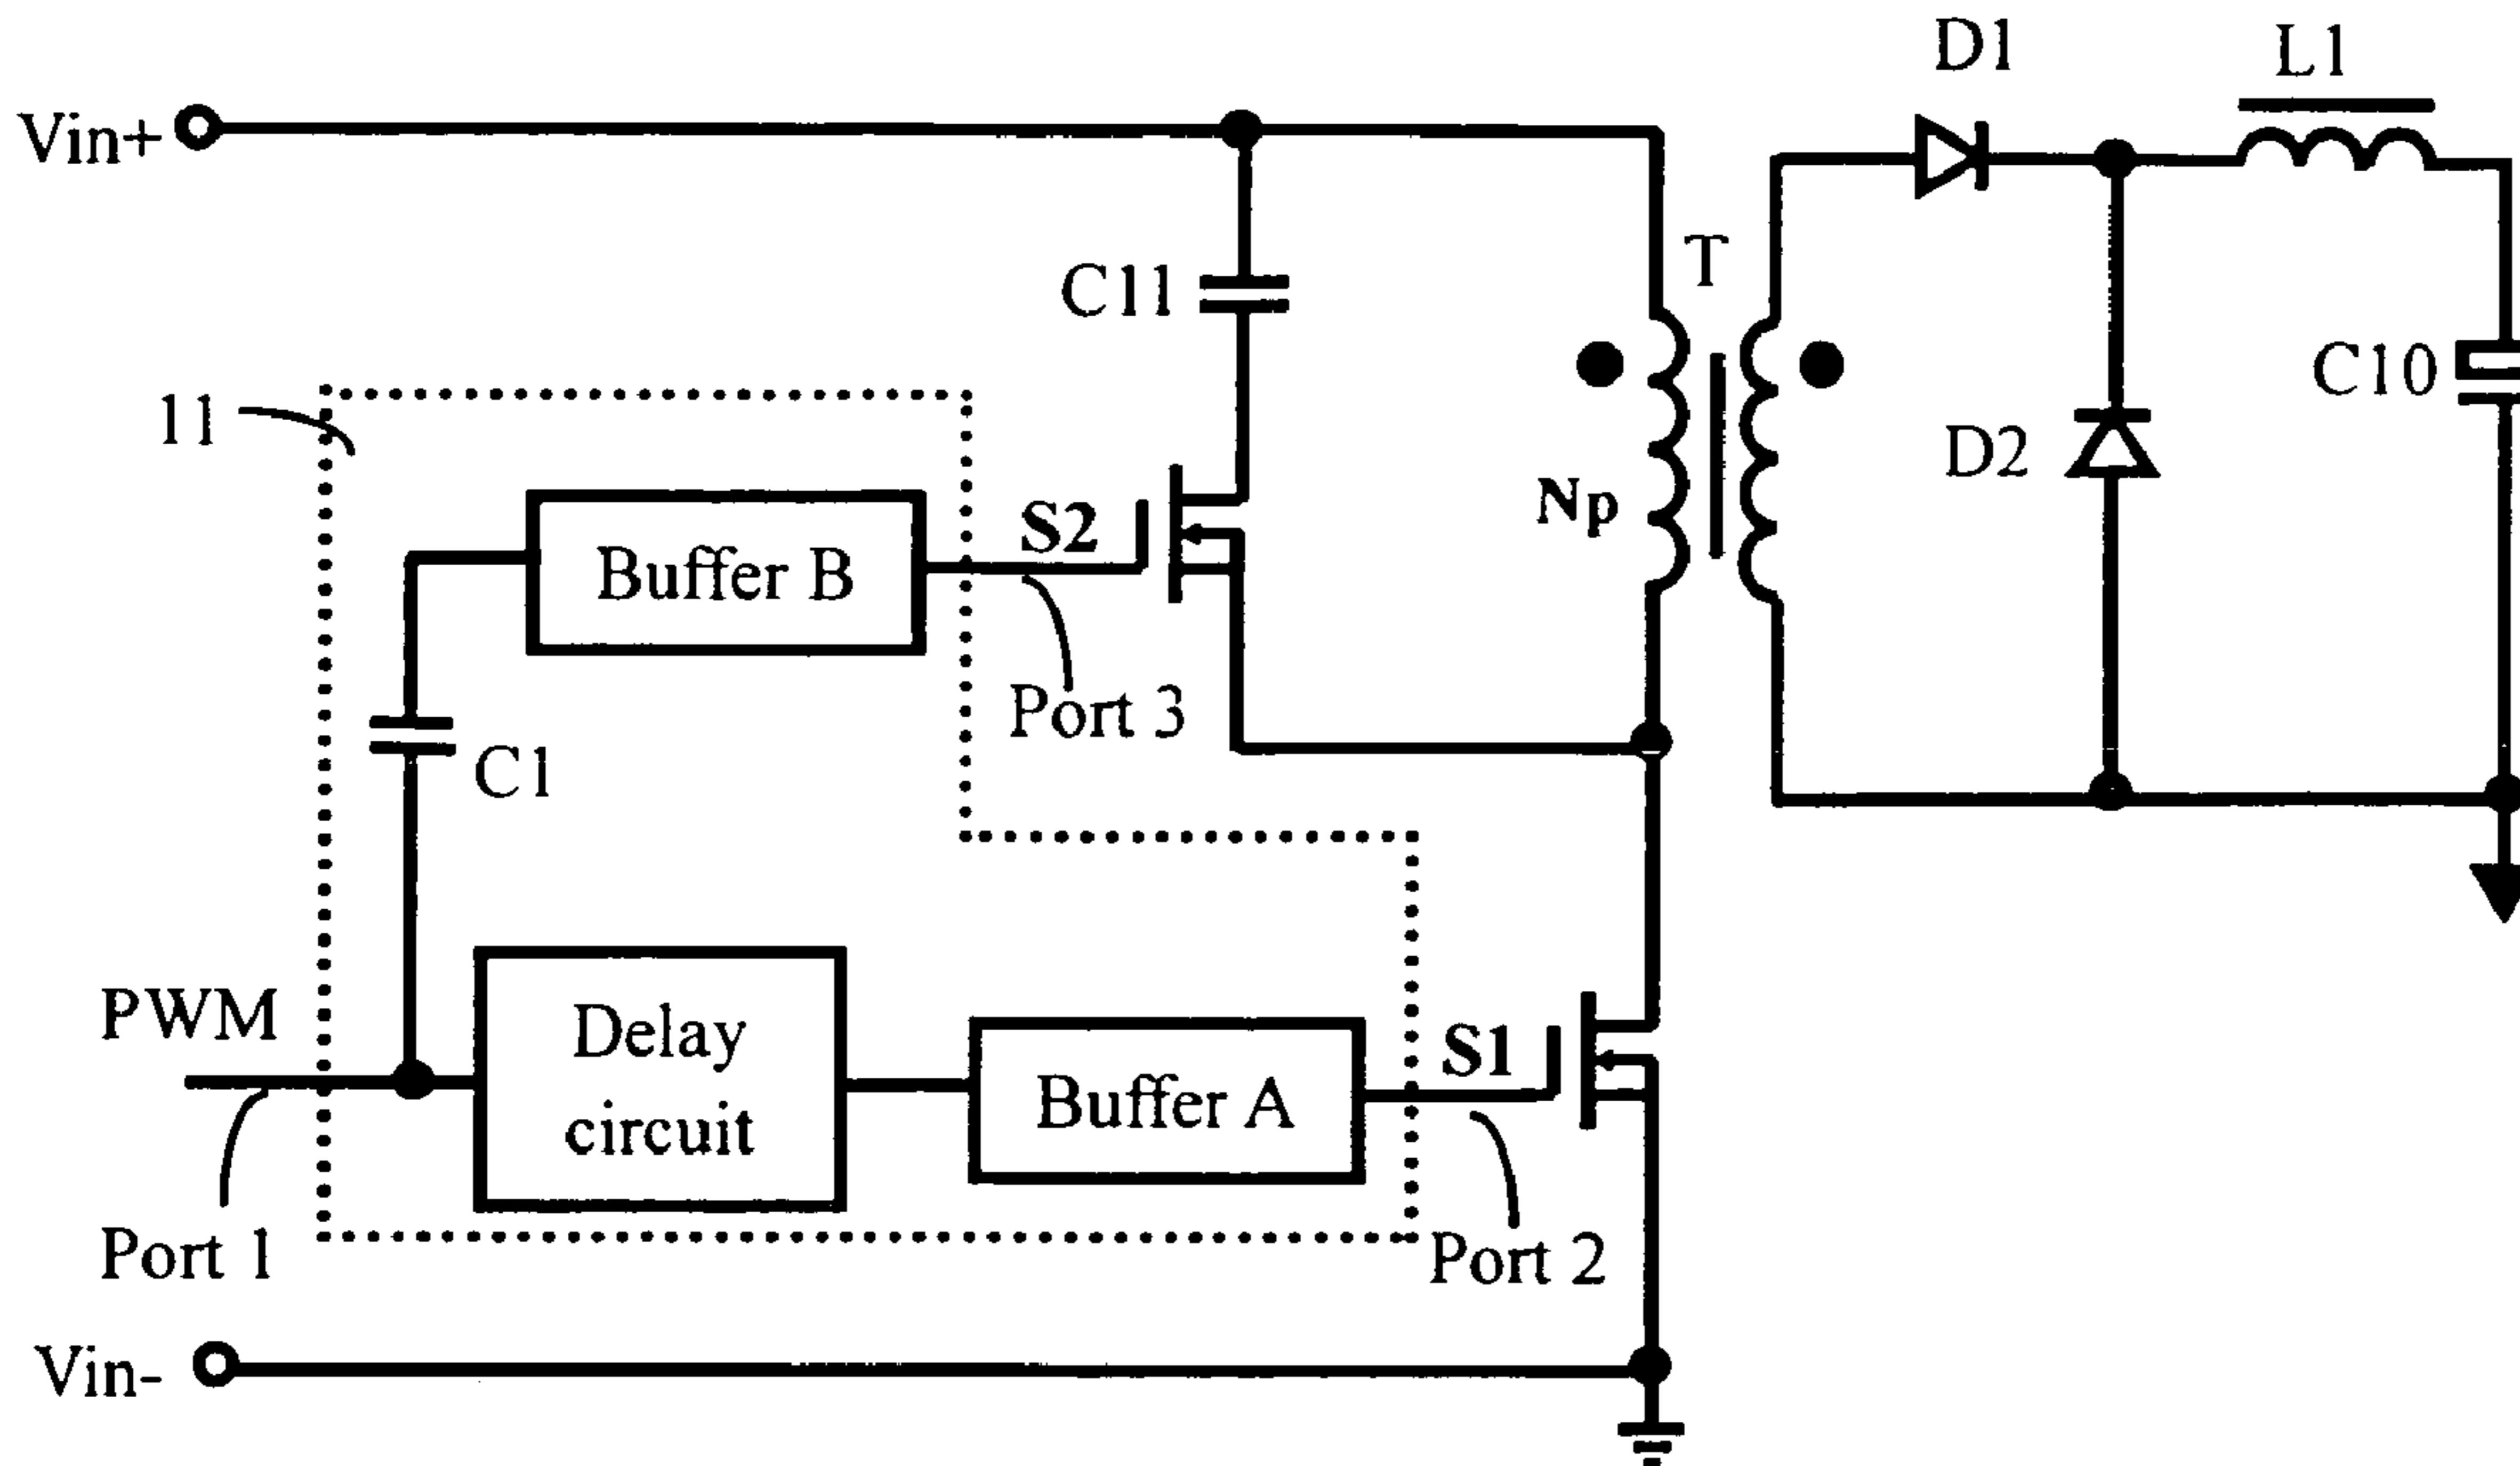 D1
L1
Vin+
T
C11
C10
11
D2
Np
S2
Buffer B
Port 3
C1
PWM
Delay
circuit
S1
Buffer A
Port 1
Port 2
Vin-